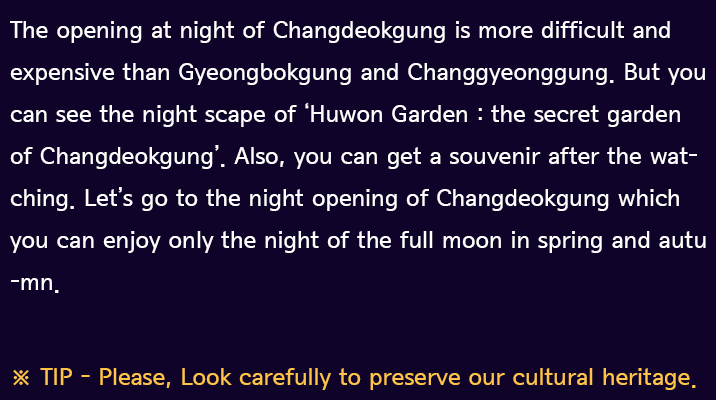 The opening at night of Changdeokgung is more difficult and
expensive than Gyeongbokgung and Changgyeonggung. But you
can see the night scape of ‘Huwon Garden : the secret garden
of Changdeokgung’. Also, you can get a souvenir after the wat-
ching. Let’s go to the night opening of Changdeokgung which
you can enjoy only the night of the full moon in spring and autu
-mn.
※ TIP - Please, Look carefully to preserve our cultural heritage.